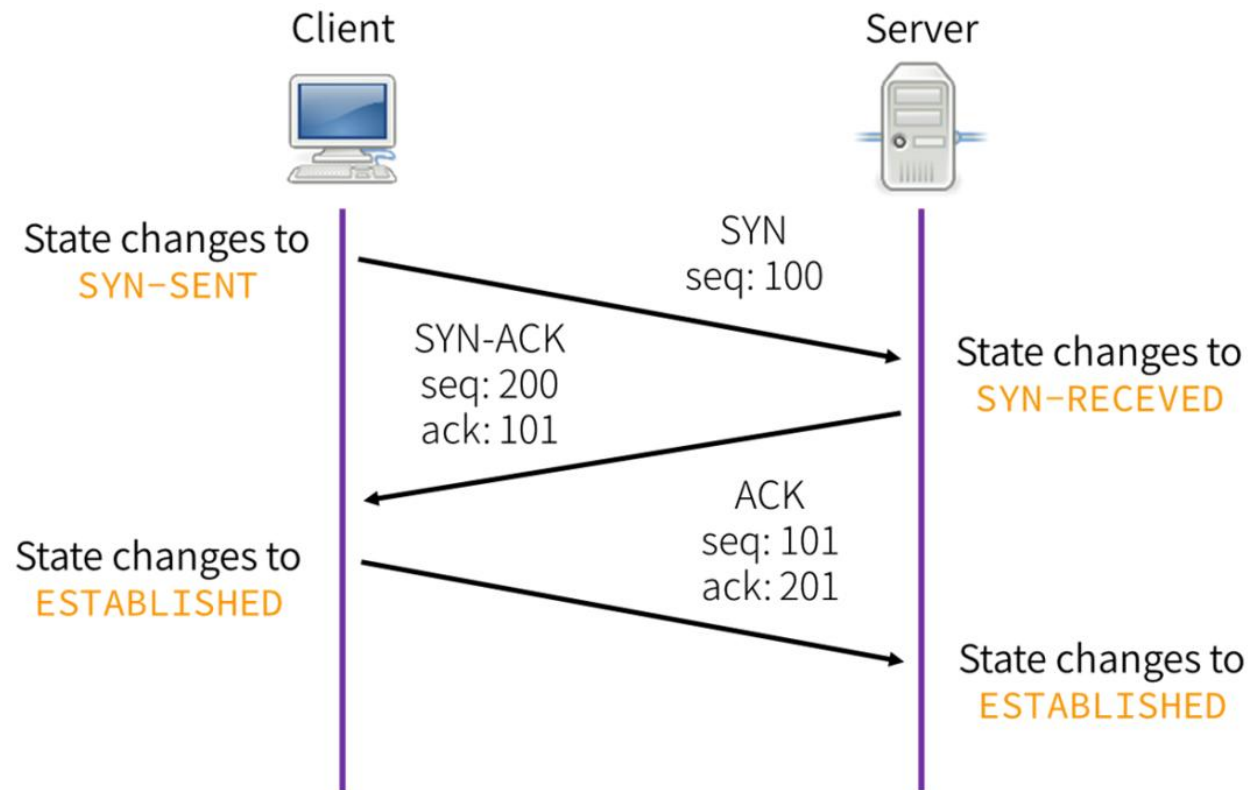 Client
Server
State changes to
SYN-SENT
SYN
seq: 100
SYN-ACK
seq: 200
ack: 101
State changes to
SYN-RECEVED
ACK
seq: 101
ack: 201
State changes to
ESTABLISHED
State changes to
ESTABLISHED